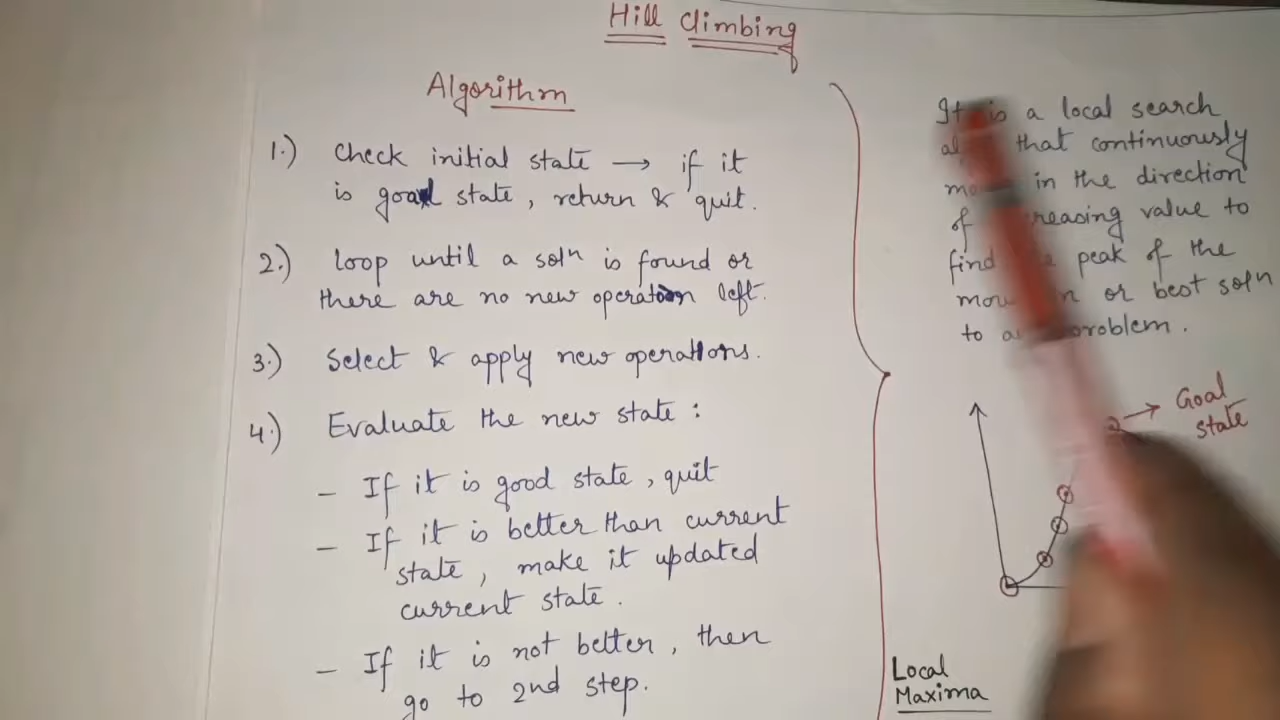 Hill Climbing
Algorithm
1.) Check initial state → if it
is goal state, return & quit.
2.) Loop until a solⁿ is found or
there are no new operation left.
3.) Select & apply new operations.
4.) Evaluate the new state :
- If it is good state, quit
- If it is better than current
state, make it updated
current state.
- If it is not better, then
go to 2nd step.
It is a local search
that continuously
in the direction
of value to
find peak of the
or best solⁿ
to problem.
→ Goal
state
Local
Maxima